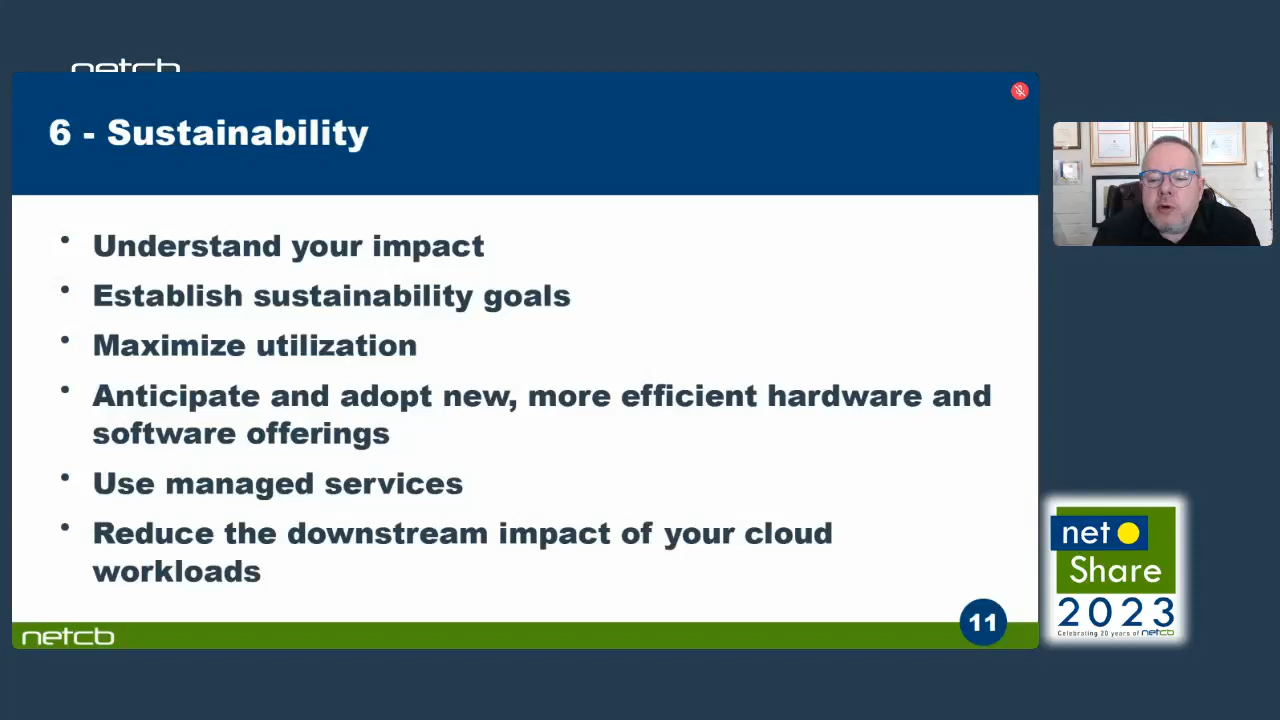 netcb
6 - Sustainability
• Understand your impact
• Establish sustainability goals
• Maximize utilization
• Anticipate and adopt new, more efficient hardware and
software offerings
• Use managed services
• Reduce the downstream impact of your cloud
workloads
netcb
11
net
Share
2023
Celebrating 20 years of netcb